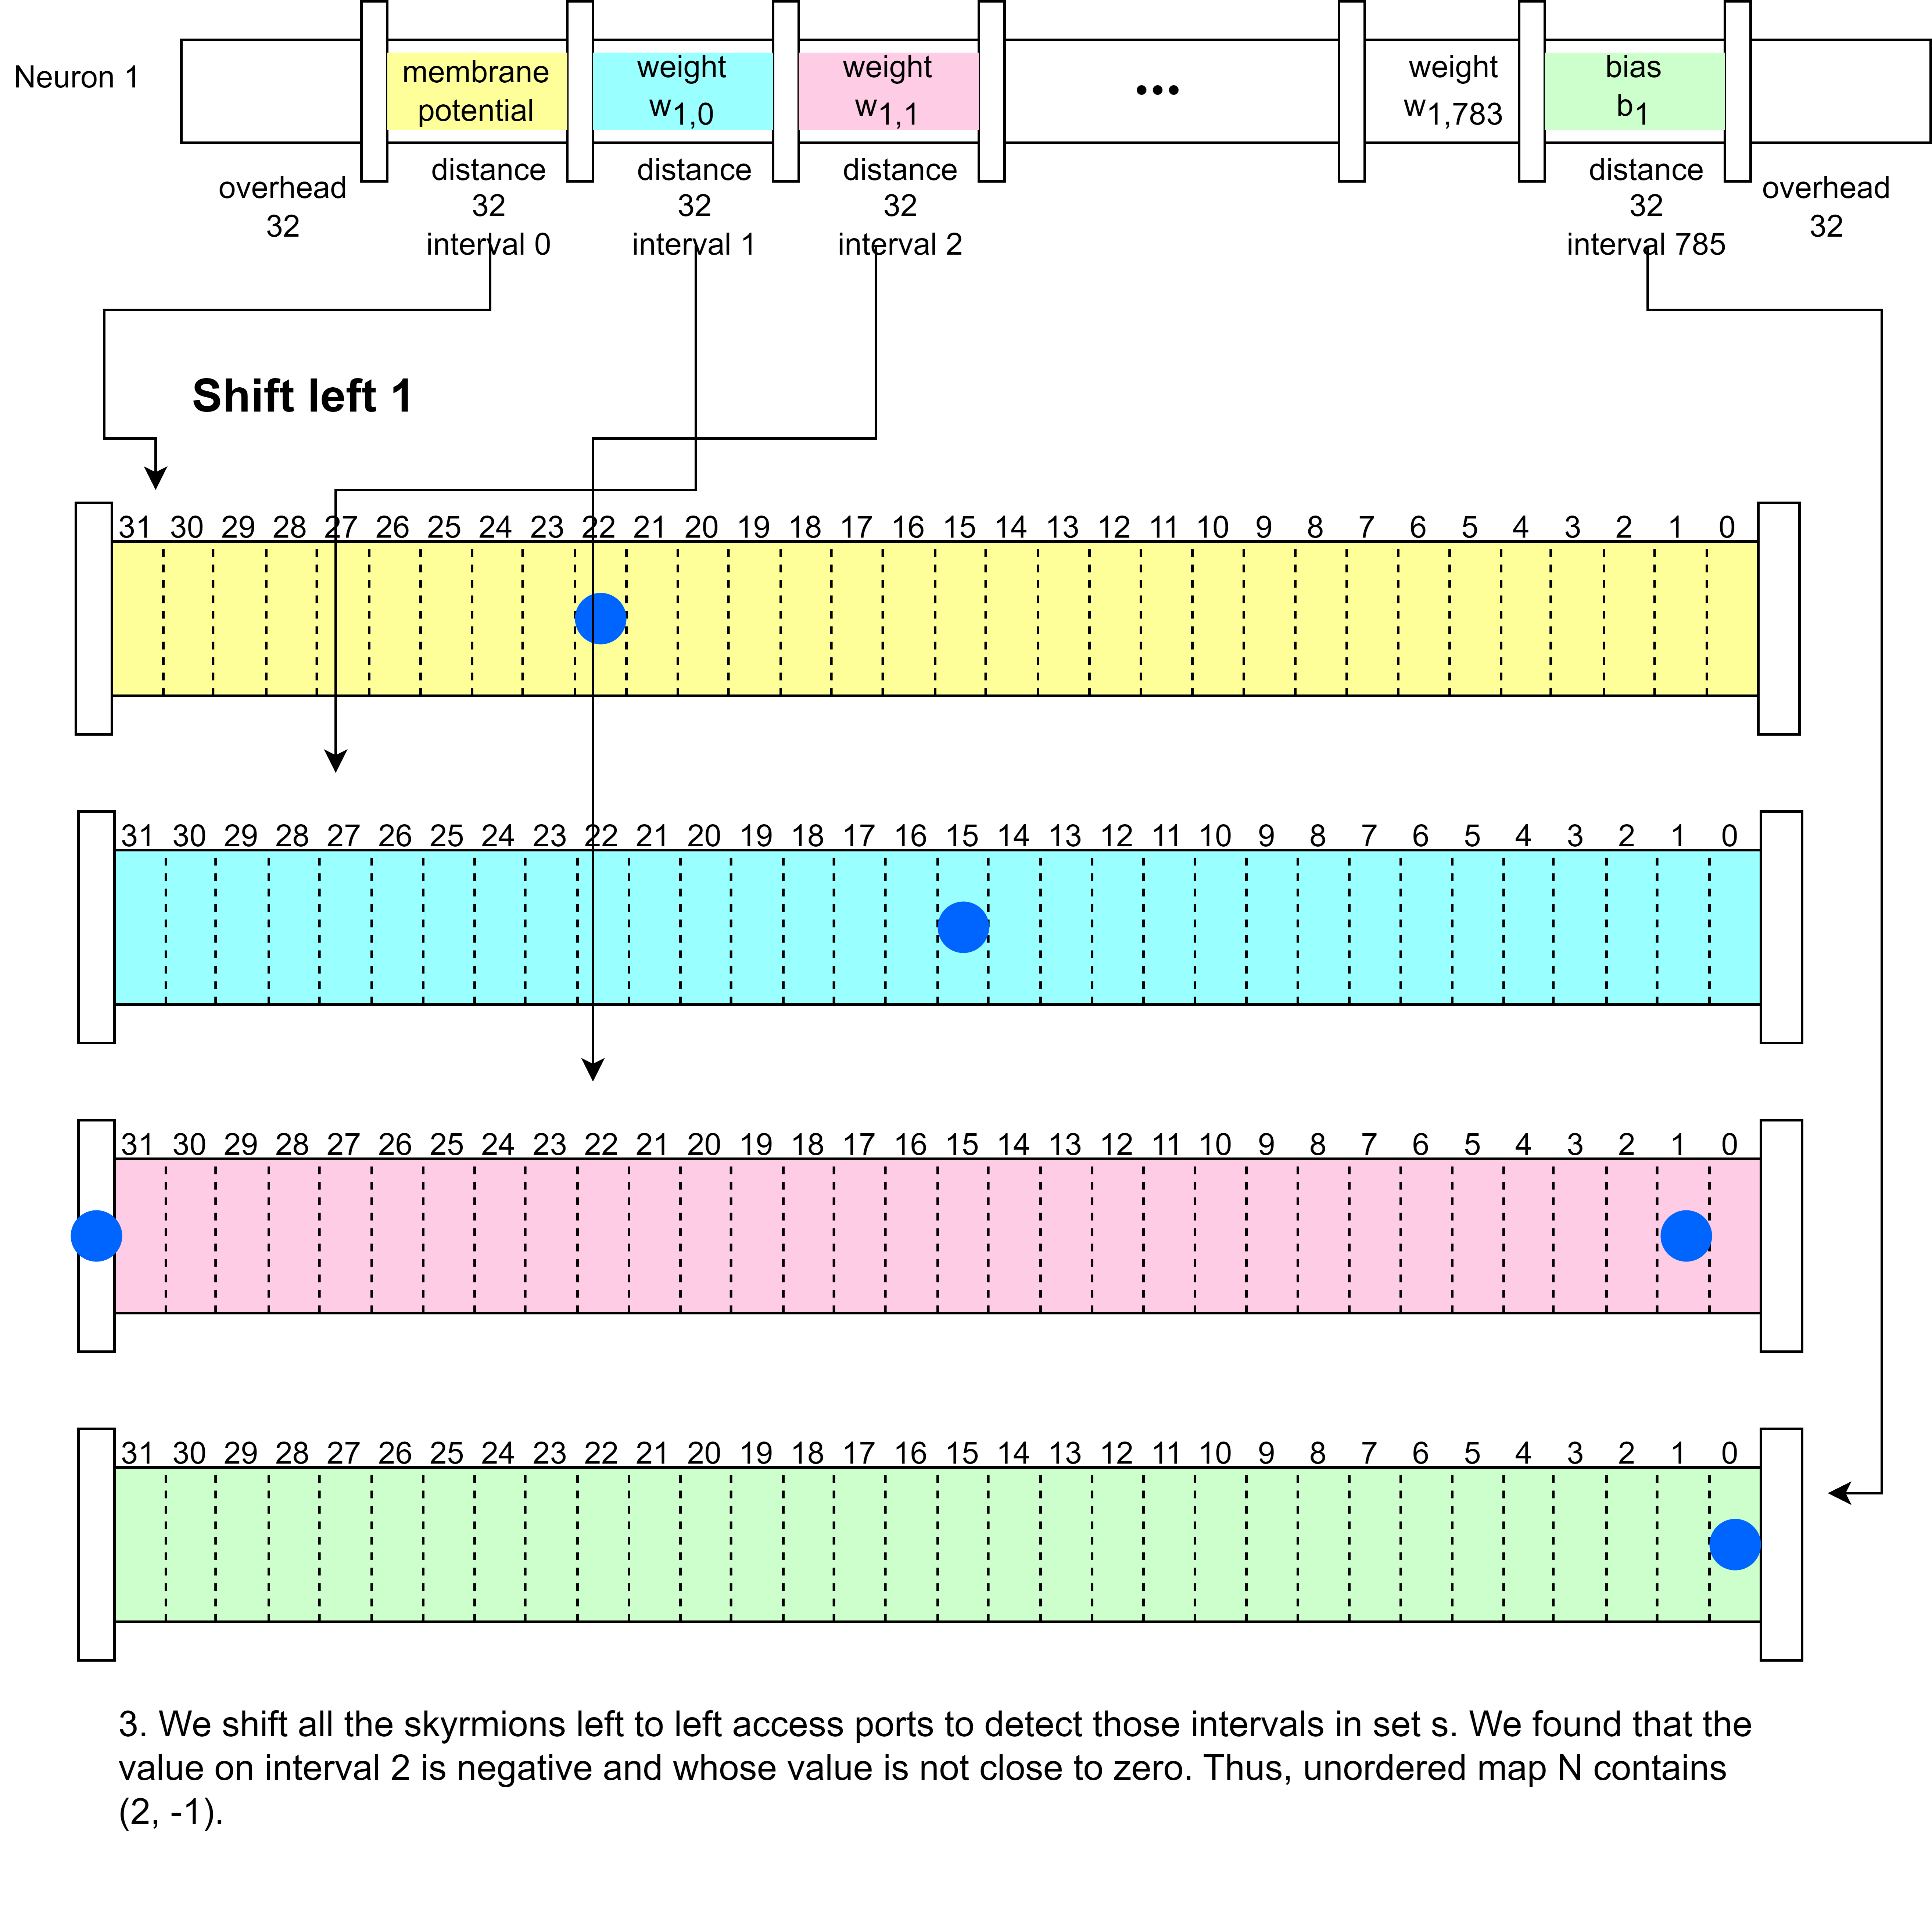 Neuron 1
membrane
potential
weight
w1,0
weight
w1,1
...
weight
w1,783
bias
b1
overhead
32
distance
32
interval 0
distance
32
interval 1
distance
32
interval 2
distance
32
interval 785
overhead
32
Shift left 1
31 30 29 28 27 26 25 24 23 22 21 20 19 18 17 16 15 14 13 12 11 10 9 8 7 6 5 4 3 2 1 0
31 30 29 28 27 26 25 24 23 22 21 20 19 18 17 16 15 14 13 12 11 10 9 8 7 6 5 4 3 2 1 0
31 30 29 28 27 26 25 24 23 22 21 20 19 18 17 16 15 14 13 12 11 10 9 8 7 6 5 4 3 2 1 0
31 30 29 28 27 26 25 24 23 22 21 20 19 18 17 16 15 14 13 12 11 10 9 8 7 6 5 4 3 2 1 0
3. We shift all the skyrmions left to left access ports to detect those intervals in set s. We found that the
value on interval 2 is negative and whose value is not close to zero. Thus, unordered map N contains
(2, -1).